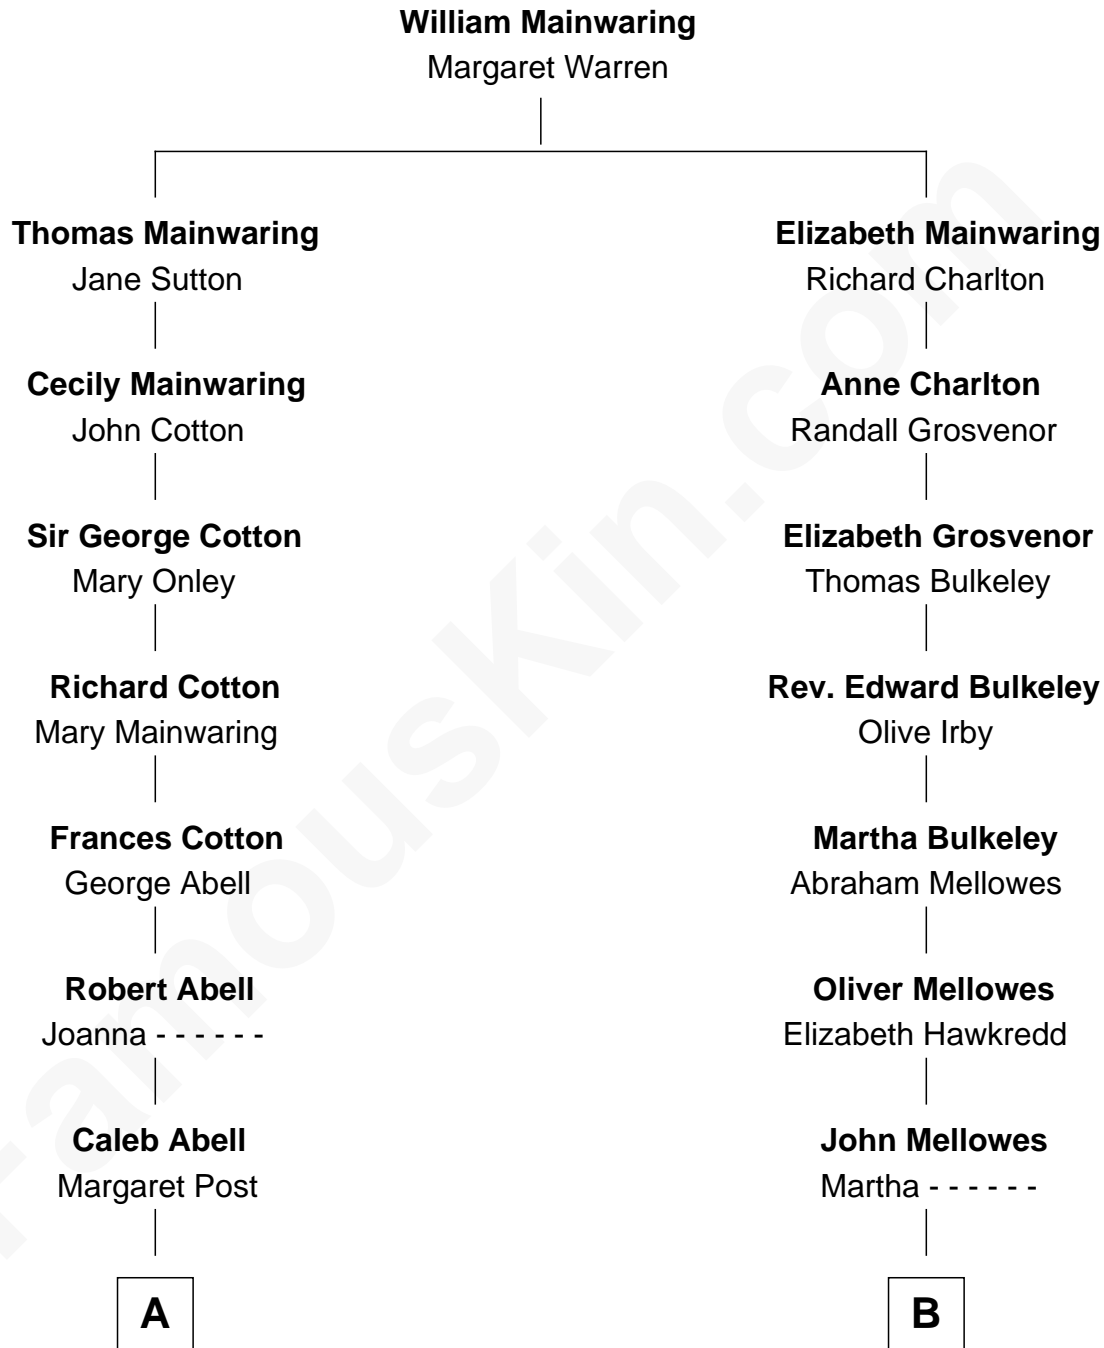 William Mainwaring
Margaret Warren
Thomas Mainwaring
Jane Sutton
Elizabeth Mainwaring
Richard Charlton
Cecily Mainwaring
John Cotton
Anne Charlton
Randall Grosvenor
Sir George Cotton
Mary Onley
Elizabeth Grosvenor
Thomas Bulkeley
Richard Cotton
Mary Mainwaring
Rev. Edward Bulkeley
Olive Irby
Frances Cotton
George Abell
Martha Bulkeley
Abraham Mellowes
Robert Abell
Joanna - - - - - -
Oliver Mellowes
Elizabeth Hawkredd
Caleb Abell
Margaret Post
John Mellowes
Martha - - - - - -
A
B
FamousKin.com